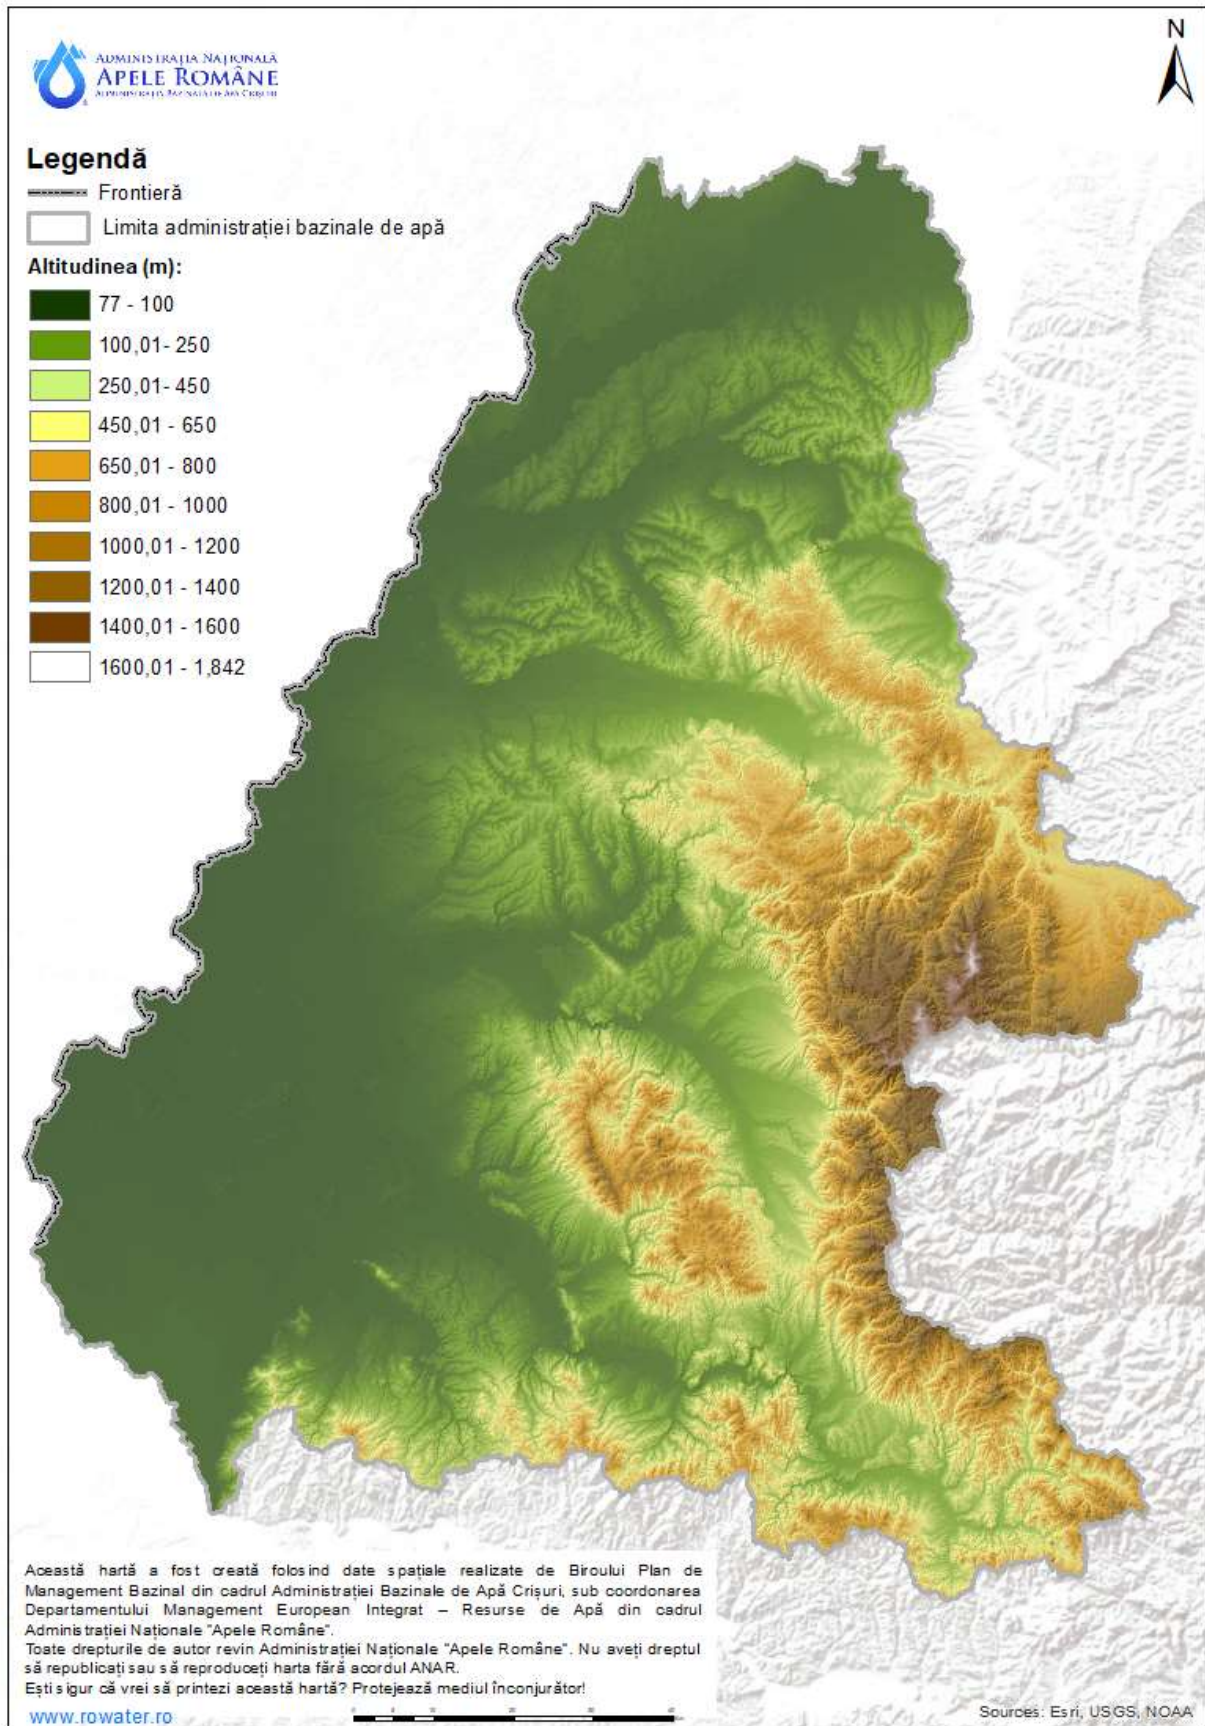 ADMINISTRAȚIA NAȚIONALĂ
APELE ROMÂNE
ADMINISTRAȚIA BAZINALĂ DE APĂ CRIȘURI
N
Legendă
Frontieră
Limita administrației bazinale de apă
Altitudinea (m):
77 - 100
100,01- 250
250,01- 450
450,01 - 650
650,01 - 800
800,01 - 1000
1000,01 - 1200
1200,01 - 1400
1400,01 - 1600
1600,01 - 1,842
Această hartă a fost creată folosind date spațiale realizate de Biroului Plan de
Management Bazinal din cadrul Administrației Bazinale de Apă Crișuri, sub coordonarea
Departamentului Management European Integrat – Resurse de Apă din cadrul
Administrației Naționale "Apele Române".
Toate drepturile de autor revin Administrației Naționale "Apele Române". Nu aveți dreptul
să republicați sau să reproduceți harta fără acordul ANAR.
Ești sigur că vrei să printezi această hartă? Protejează mediul înconjurător!
www.rowater.ro
Sources: Esri, USGS, NOAA